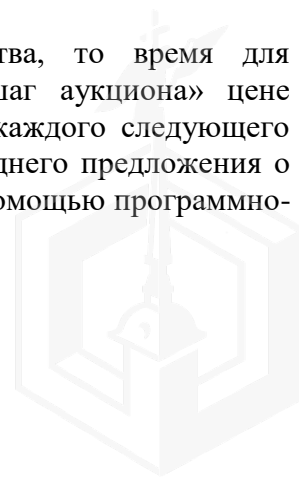 тва, то время для
шаг аукциона» цене
каждого следующего
днего предложения о
омощью программно-